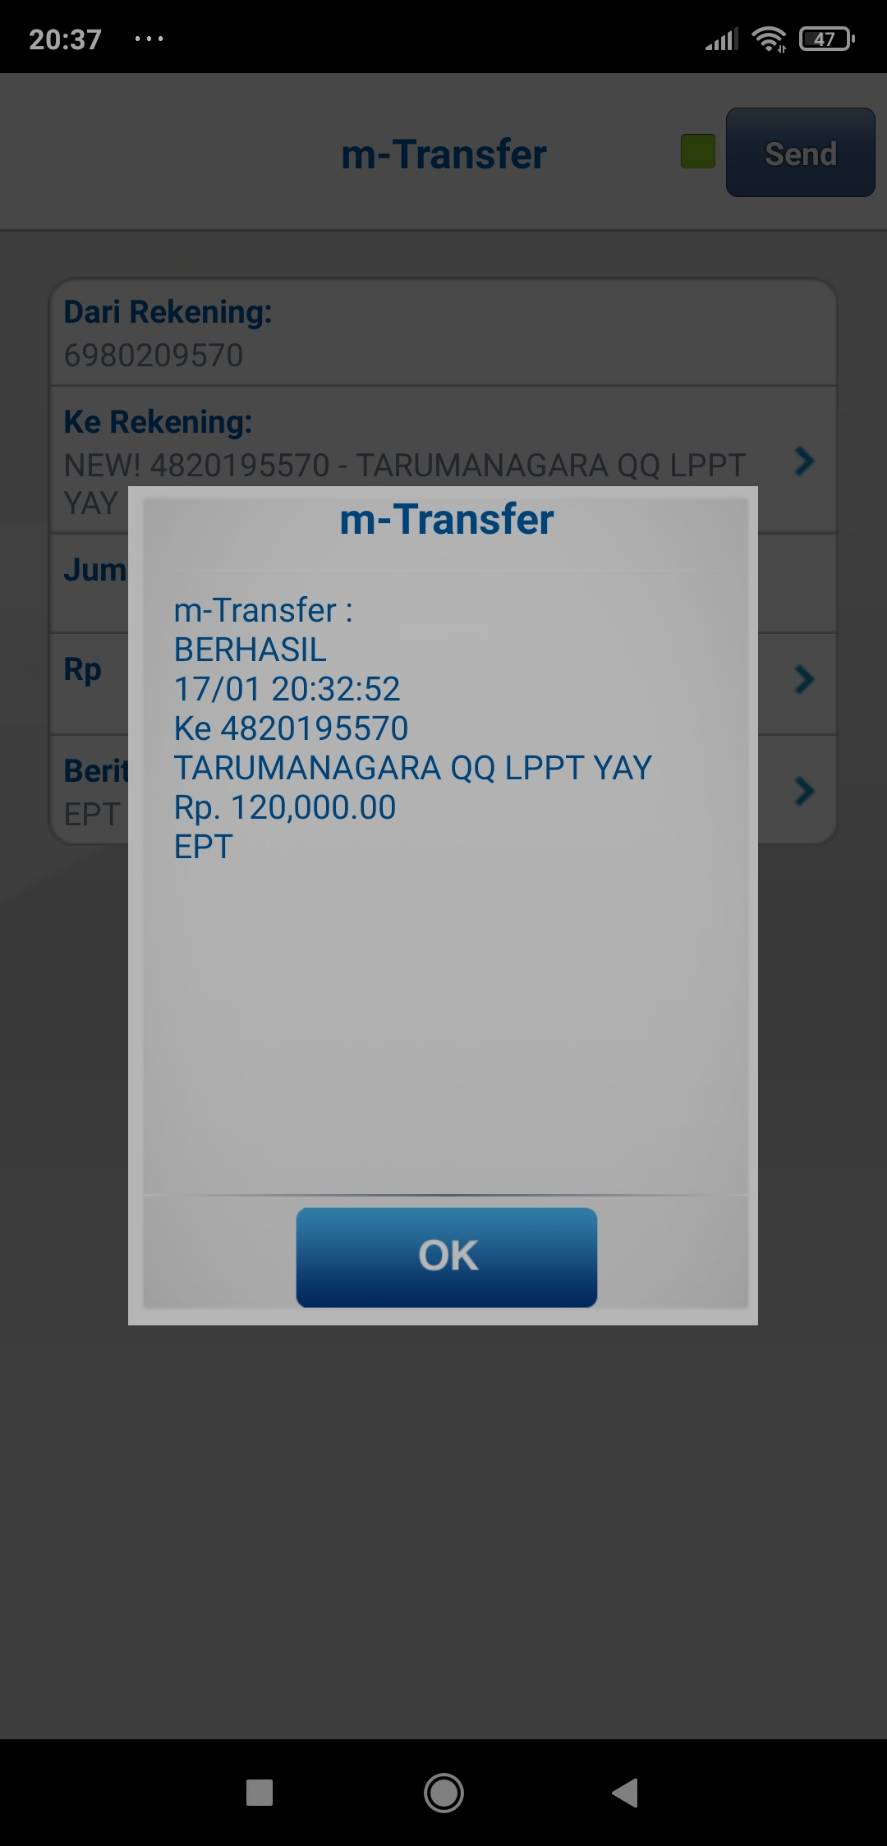 20:37 ... 47
m-Transfer
Send
Dari Rekening:
6980209570
Ke Rekening:
NEW! 4820195570 - TARUMANAGARA QQ LPPT
YAY
Jum
Rp
Berit
EPT
m-Transfer
m-Transfer :
BERHASIL
17/01 20:32:52
Ke 4820195570
TARUMANAGARA QQ LPPT YAY
Rp. 120,000.00
EPT
OK